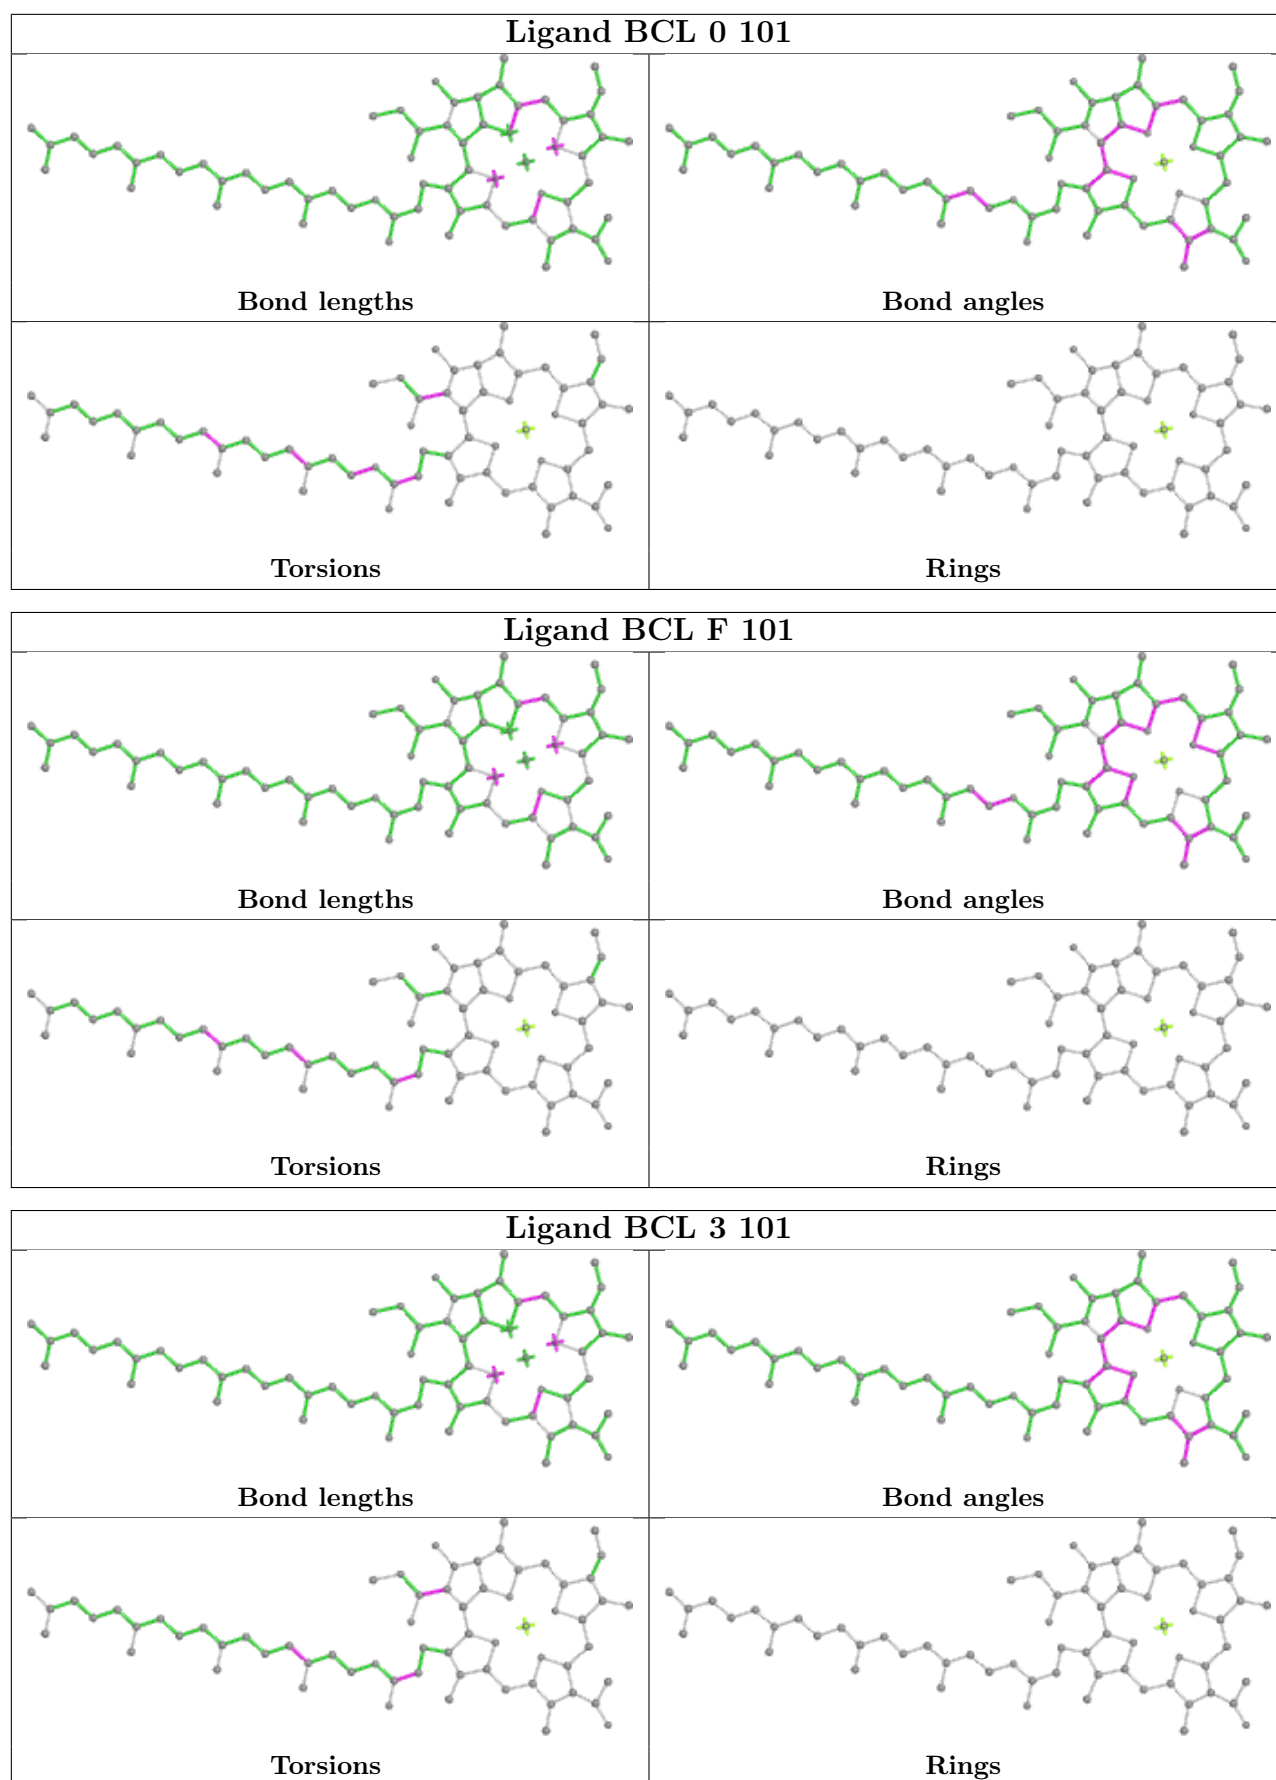 Ligand BCL 0 101
Bond lengths
Bond angles
Torsions
Rings
Ligand BCL F 101
Bond lengths
Bond angles
Torsions
Rings
Ligand BCL 3 101
Bond lengths
Bond angles
Torsions
Rings